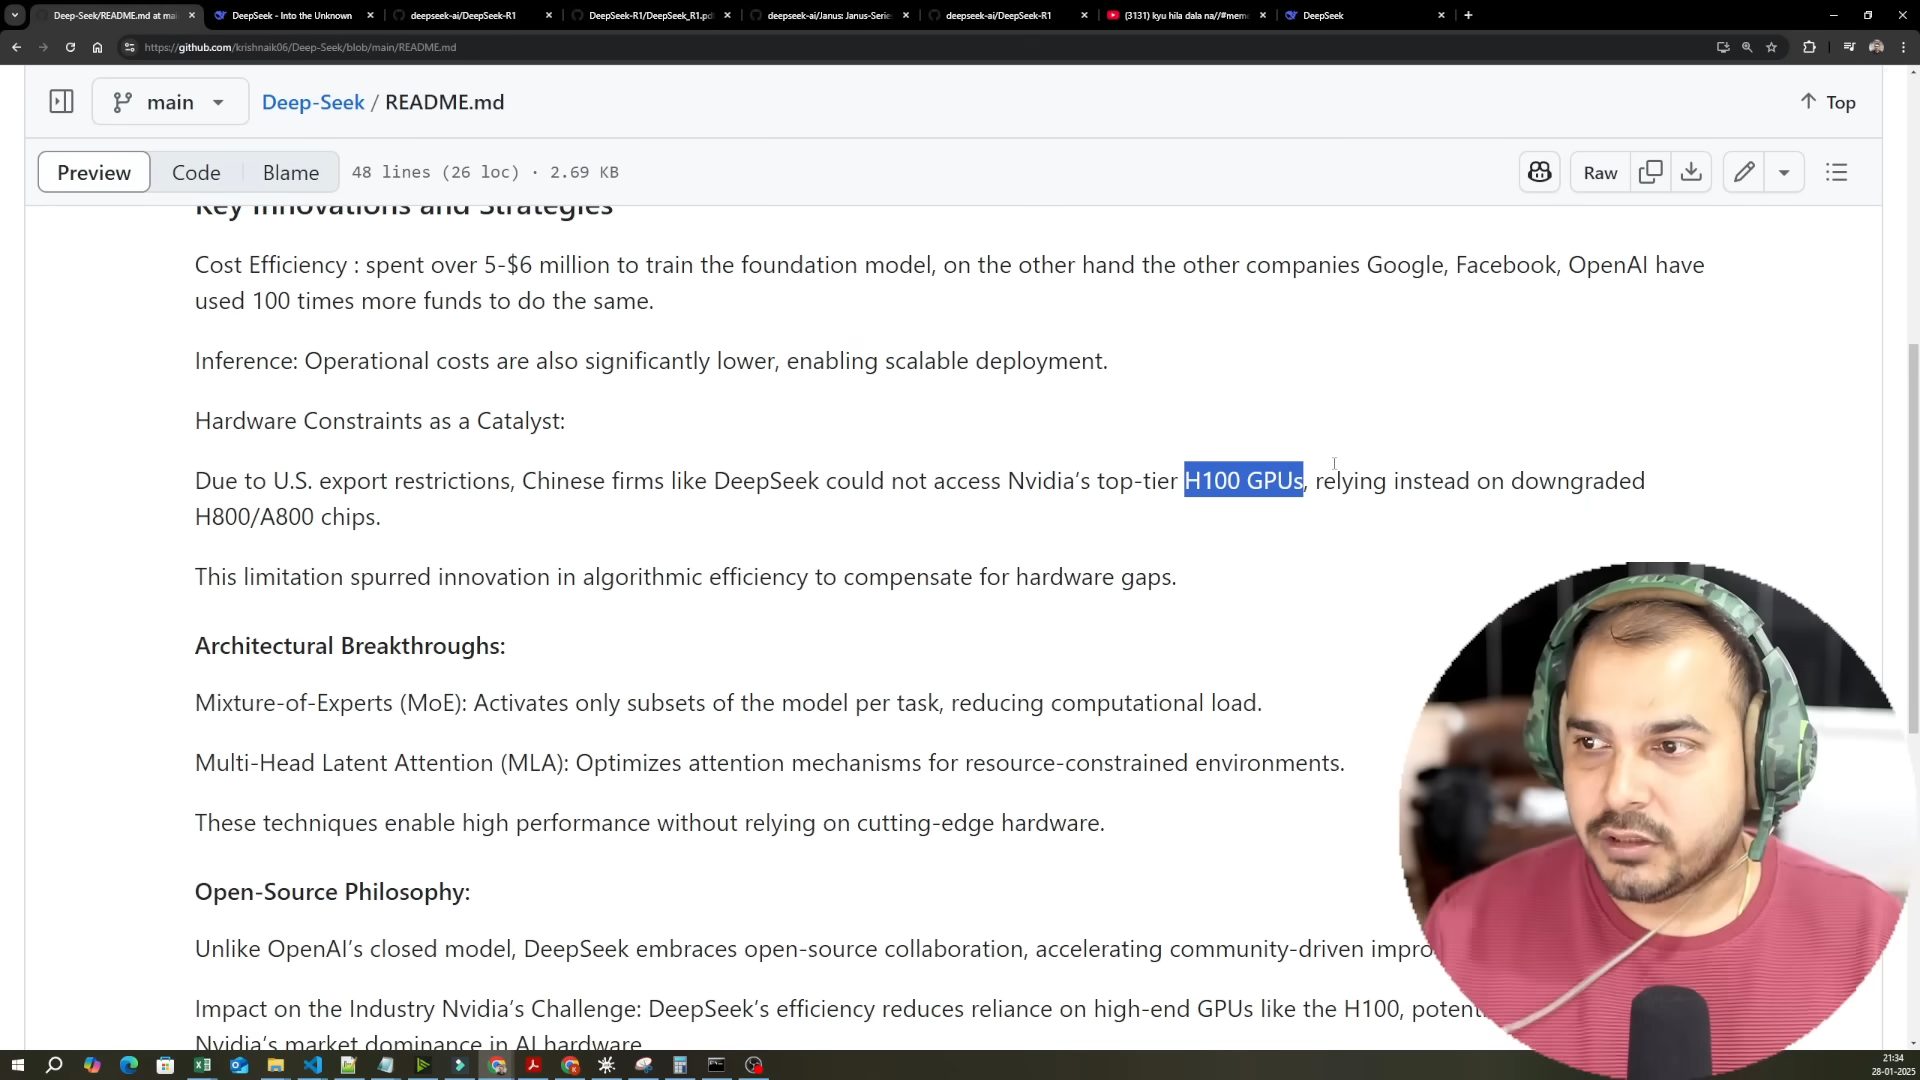 Deep-Seek/README.md at mai
DeepSeek - Into the Unknown
deepseek-ai/DeepSeek-R1
DeepSeek-R1/DeepSeek_R1.pdf
deepseek-ai/Janus: Janus-Serie
deepseek-ai/DeepSeek-R1
(3131) kyu hila dala na//#mem
DeepSeek
https://github.com/krishnaik06/Deep-Seek/blob/main/README.md
main
Deep-Seek / README.md
Top
Preview
Code
Blame
48 lines (26 loc) · 2.69 KB
Raw
Key Innovations and Strategies
Cost Efficiency : spent over 5-$6 million to train the foundation model, on the other hand the other companies Google, Facebook, OpenAI have
used 100 times more funds to do the same.
Inference: Operational costs are also significantly lower, enabling scalable deployment.
Hardware Constraints as a Catalyst:
Due to U.S. export restrictions, Chinese firms like DeepSeek could not access Nvidia's top-tier H100 GPUs, relying instead on downgraded
H800/A800 chips.
This limitation spurred innovation in algorithmic efficiency to compensate for hardware gaps.
Architectural Breakthroughs:
Mixture-of-Experts (MoE): Activates only subsets of the model per task, reducing computational load.
Multi-Head Latent Attention (MLA): Optimizes attention mechanisms for resource-constrained environments.
These techniques enable high performance without relying on cutting-edge hardware.
Open-Source Philosophy:
Unlike OpenAI's closed model, DeepSeek embraces open-source collaboration, accelerating community-driven impro
Impact on the Industry Nvidia's Challenge: DeepSeek's efficiency reduces reliance on high-end GPUs like the H100, potent
Nvidia's market dominance in AI hardware
21:34
28-01-2025